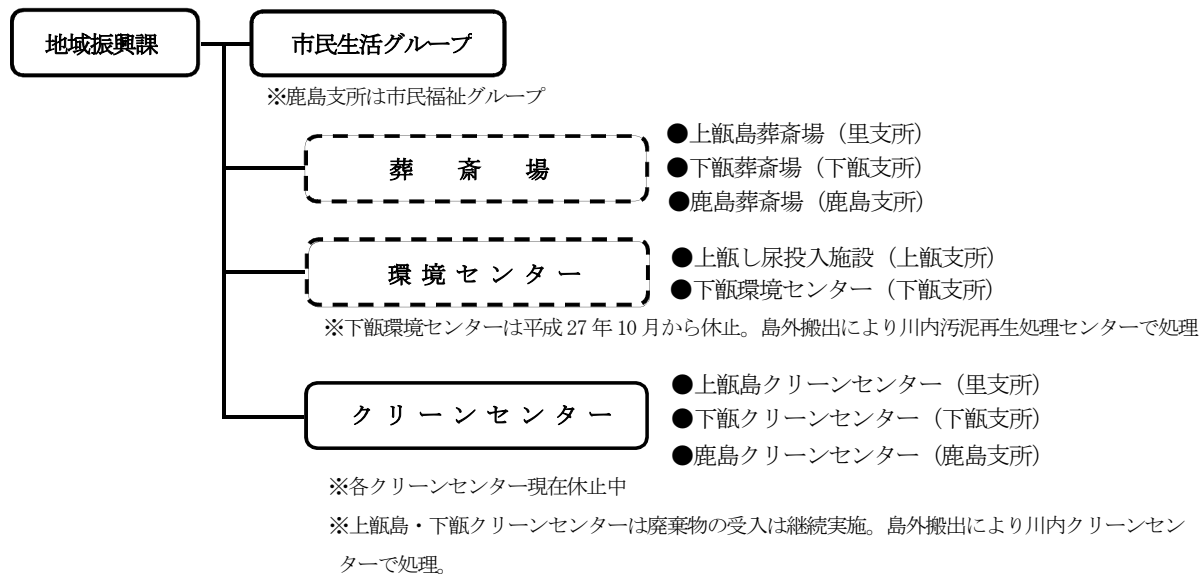 地域振興課
市民生活グループ
※鹿島支所は市民福祉グループ
葬 斎 場
●上甑島葬斎場（里支所）
●下甑葬斎場（下甑支所）
●鹿島葬斎場（鹿島支所）
環境センター
●上甑し尿投入施設（上甑支所）
●下甑環境センター（下甑支所）
※下甑環境センターは平成 27 年 10 月から休止。島外搬出により川内汚泥再生処理センターで処理
クリーンセンター
●上甑島クリーンセンター（里支所）
●下甑クリーンセンター（下甑支所）
●鹿島クリーンセンター（鹿島支所）
※各クリーンセンター現在休止中
※上甑島・下甑クリーンセンターは廃棄物の受入は継続実施。島外搬出により川内クリーンセン
ターで処理。